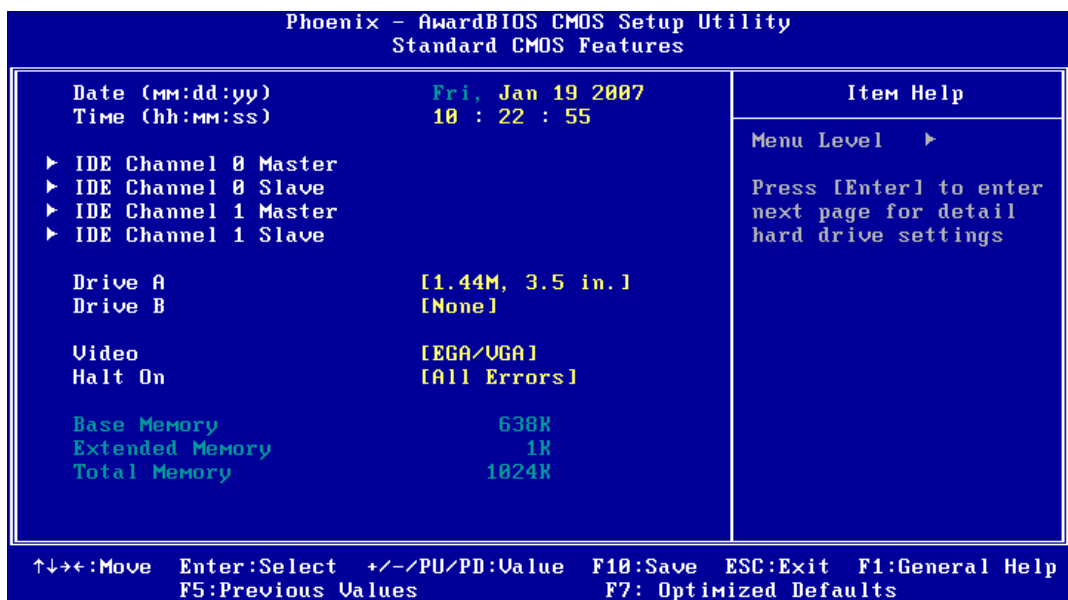 Phoenix - AwardBIOS CMOS Setup Utility
Standard CMOS Features
Date (mm:dd:yy) Fri, Jan 19 2007
Time (hh:mm:ss) 10 : 22 : 55
► IDE Channel 0 Master
► IDE Channel 0 Slave
► IDE Channel 1 Master
► IDE Channel 1 Slave
Drive A [1.44M, 3.5 in.]
Drive B [None]
Video [EGA/VGA]
Halt On [All Errors]
Base Memory 638K
Extended Memory 1K
Total Memory 1024K
Item Help
Menu Level ►
Press [Enter] to enter
next page for detail
hard drive settings
↑↓→←:Move Enter:Select +/-/PU/PD:Value F10:Save ESC:Exit F1:General Help
F5:Previous Values F7: Optimized Defaults